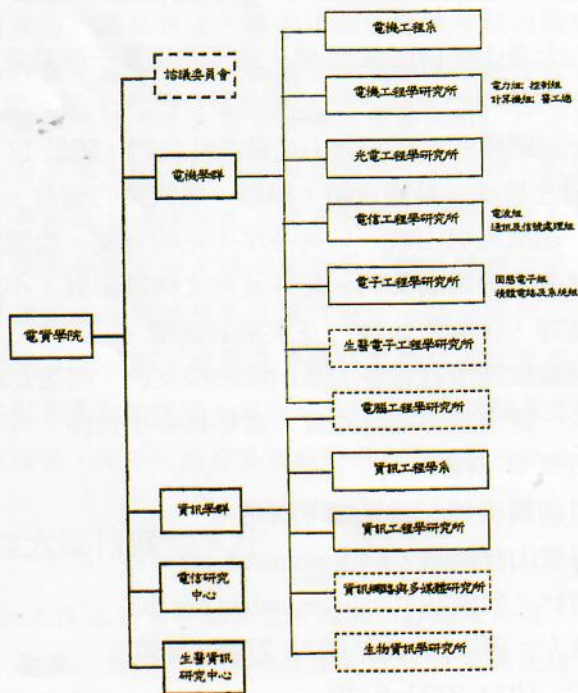 電機工程系
諮議委員會
電機工程學研究所
電力組; 控制組
計算機組; 醫工組
電機學群
光電工程學研究所
電信工程學研究所
電波組
通訊及信號處理組
電子工程學研究所
固態電子組
積體電路及系統組
電資學院
生醫電子工程學研究所
電腦工程學研究所
資訊工程學系
資訊學群
資訊工程學研究所
電信研究
中心
資訊網路與多媒體研究所
生醫資訊
研究中心
生物資訊學研究所